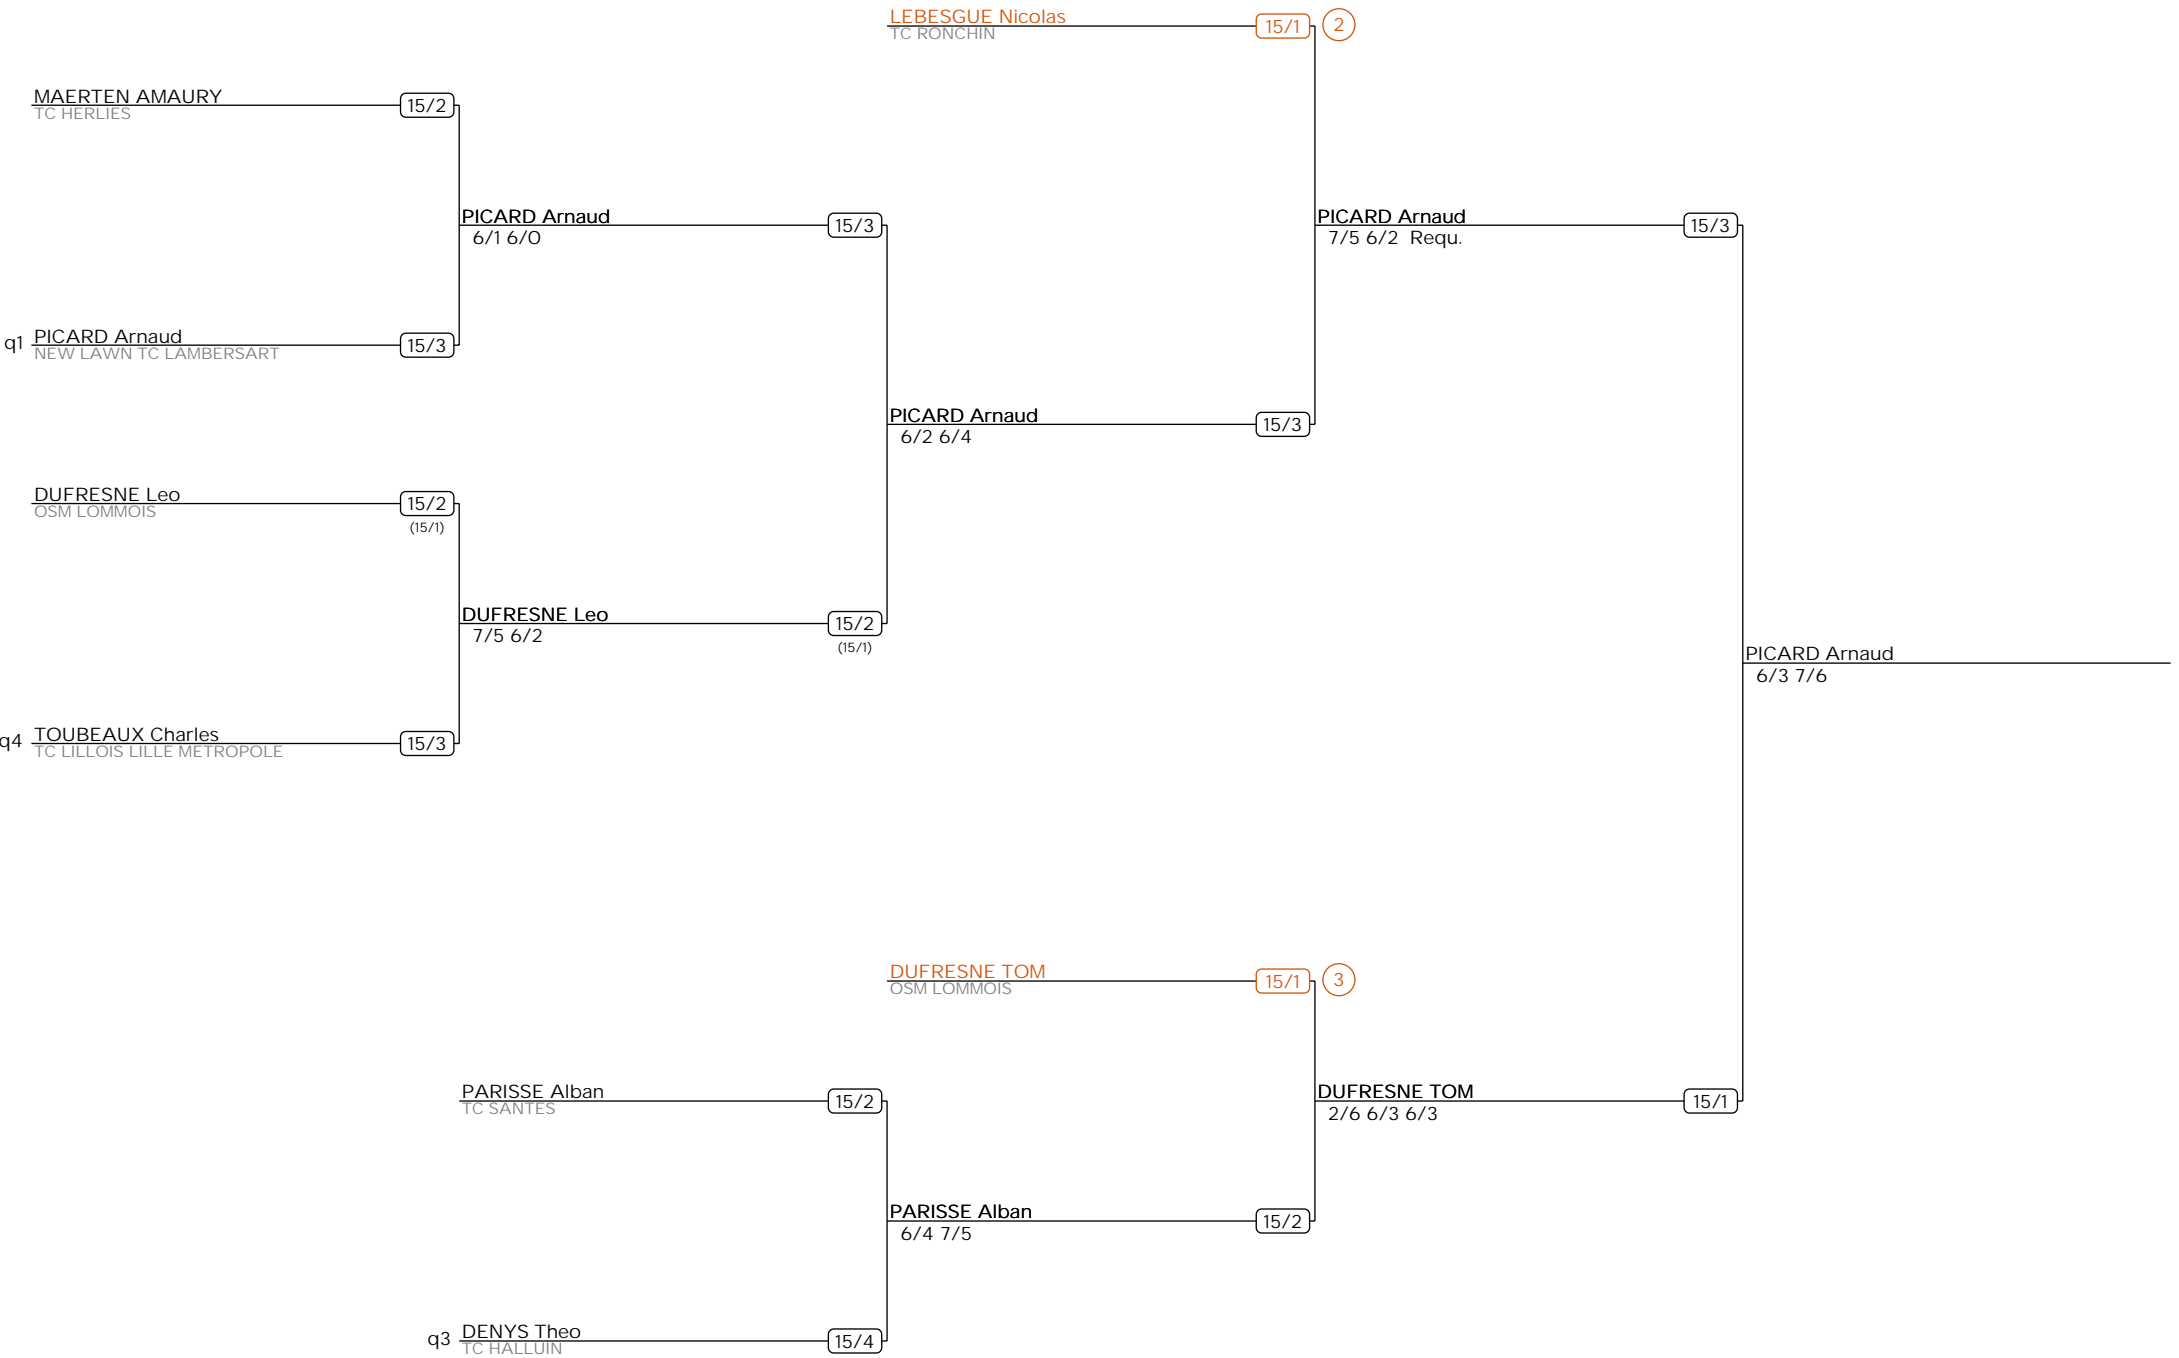 LEBESGUE Nicolas 15/1 2
TC RONCHIN
MAERTEN AMAURY 15/2
TC HERLIES
PICARD Arnaud 15/3
6/1 6/0
PICARD Arnaud 15/3
7/5 6/2 Requ.
q1 PICARD Arnaud 15/3
NEW LAWN TC LAMBERSART
PICARD Arnaud 15/3
6/2 6/4
DUFRESNE Leo 15/2
OSM LOMMOIS
(15/1)
DUFRESNE Leo 15/2
7/5 6/2
(15/1)
PICARD Arnaud
6/3 7/6
q4 TOUBEAUX Charles 15/3
TC LILLOIS LILLE METROPOLE
DUFRESNE TOM 15/1 3
OSM LOMMOIS
PARISSE Alban 15/2
TC SANTES
DUFRESNE TOM 15/1
2/6 6/3 6/3
PARISSE Alban 15/2
6/4 7/5
q3 DENYS Theo 15/4
TC HALLUIN